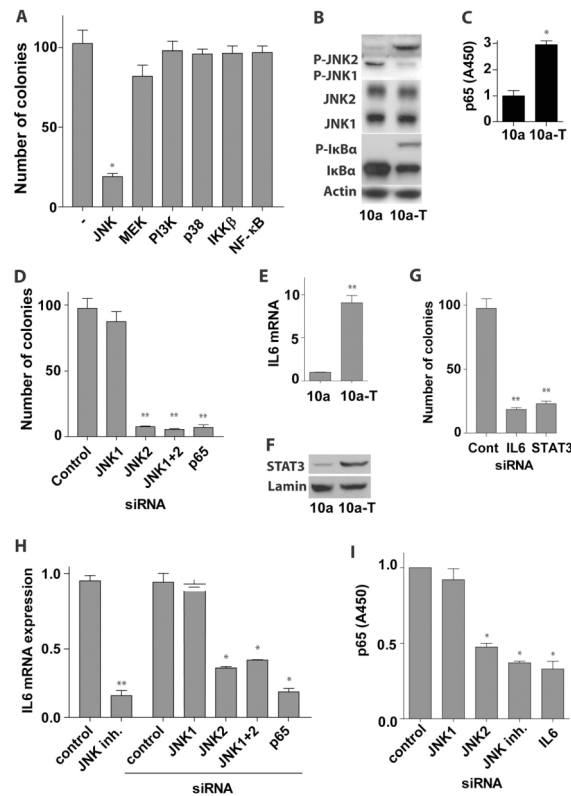 A
Number of colonies
100
50
0
*
-
JNK
MEK
PI3K
p38
IKKβ
NF-κB
B
P-JNK2
P-JNK1
JNK2
JNK1
P-IκBα
IκBα
Actin
10a 10a-T
C
p65 (A450)
3
2
1
0
*
10a 10a-T
D
Number of colonies
100
75
50
25
0
** ** **
Control
JNK1
JNK2
JNK1+2
p65
siRNA
E
IL6 mRNA
10
5
0
**
10a
10a-T
F
STAT3
Lamin
10a 10a-T
G
Number of colonies
100
50
0
** **
Cont IL6 STAT3
siRNA
H
IL6 mRNA expression
1.0
0.5
0.0
**
* * *
control
JNK inh.
control
JNK1
JNK2
JNK1+2
p65
siRNA
I
p65 (A450)
1.0
0.5
0.0
* * *
control
JNK1
JNK2
JNK inh.
IL6
siRNA